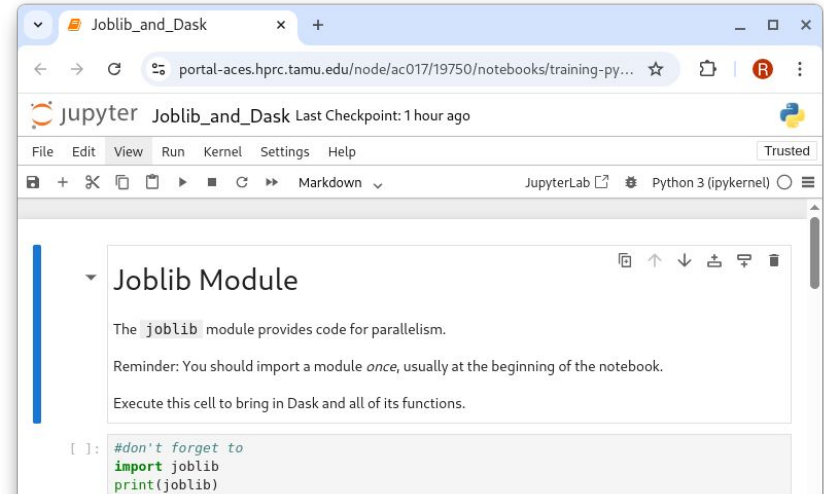 Joblib_and_Dask
portal-aces.hprc.tamu.edu/node/ac017/19750/notebooks/training-py...
R
jupyter Joblib_and_Dask Last Checkpoint: 1 hour ago
File Edit View Run Kernel Settings Help Trusted
Markdown JupyterLab Python 3 (ipykernel)
Joblib Module
The joblib module provides code for parallelism.
Reminder: You should import a module once, usually at the beginning of the notebook.
Execute this cell to bring in Dask and all of its functions.
[ ]: #don't forget to
import joblib
print(joblib)